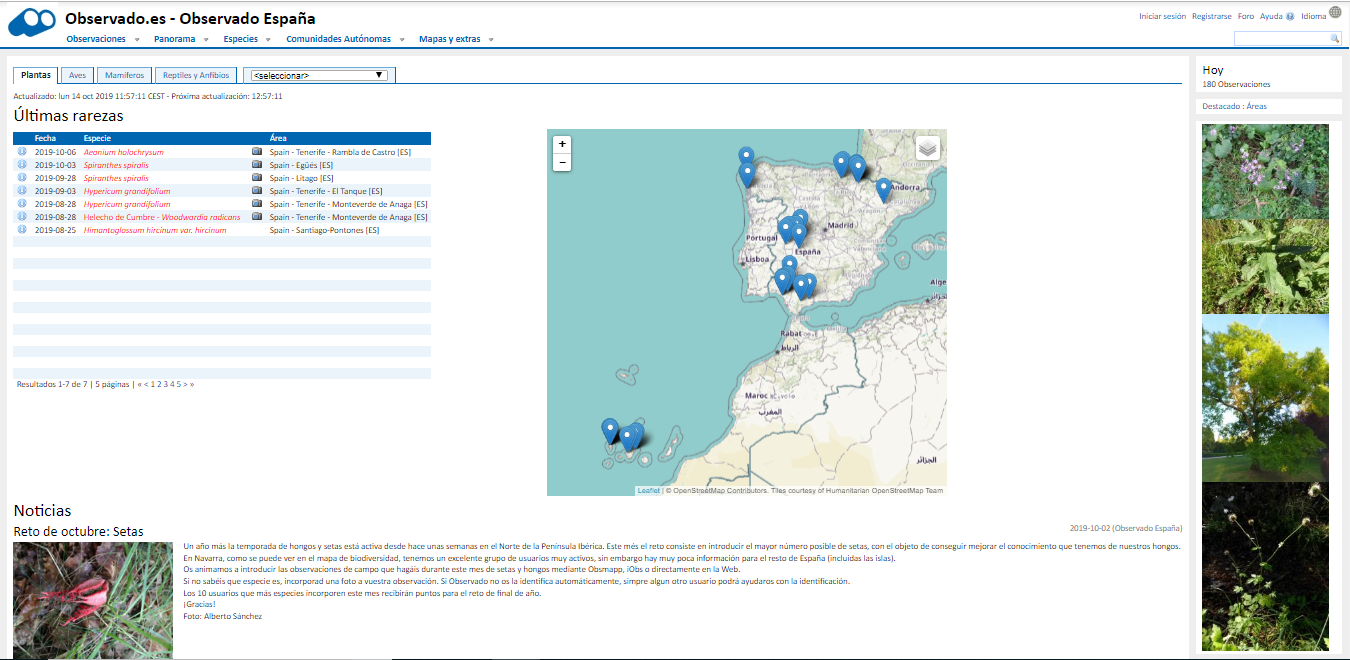 Observado.es - Observado España
Iniciar sesión Registrarse Foro Ayuda Idioma
Observaciones Panorama Especies Comunidades Autónomas Mapas y extras
Plantas Aves Mamíferos Reptiles y Anfibios <seleccionar>
Actualizado: lun 14 oct 2019 11:57:11 CEST - Próxima actualización: 12:57:11
Últimas rarezas
Fecha Especie Área
2019-10-06 Aeonium holochrysum Spain - Tenerife - Rambla de Castro [ES]
2019-10-03 Spiranthes spiralis Spain - Egüés [ES]
2019-09-28 Spiranthes spiralis Spain - Litago [ES]
2019-09-03 Hypericum grandifolium Spain - Tenerife - El Tanque [ES]
2019-08-28 Hypericum grandifolium Spain - Tenerife - Monteverde de Anaga [ES]
2019-08-28 Helecho de Cumbre - Woodwardia radicans Spain - Tenerife - Monteverde de Anaga [ES]
2019-08-25 Himantoglossum hircinum var. hircinum Spain - Santiago-Pontones [ES]
Resultados 1-7 de 7 | 5 páginas | « < 1 2 3 4 5 > »
+
−
Andorra
Madrid
Portugal
España
Lisboa
Rabat
الرباط
Maroc
المغرب
الجزائر
Leaflet | © OpenStreetMap Contributors. Tiles courtesy of Humanitarian OpenStreetMap Team
Hoy
180 Observaciones
Destacado : Áreas
Noticias
Reto de octubre: Setas
2019-10-02 (Observado España)
Un año más la temporada de hongos y setas está activa desde hace unas semanas en el Norte de la Península Ibérica. Este més el reto consiste en introducir el mayor número posible de setas, con el objeto de conseguir mejorar el conocimiento que tenemos de nuestros hongos.
En Navarra, como se puede ver en el mapa de biodiversidad, tenemos un excelente grupo de usuarios muy activos, sin embargo hay muy poca información para el resto de España (incluidas las islas).
Os animamos a introducir las observaciones de campo que hagáis durante este mes de setas y hongos mediante Obsmapp, iObs o directamente en la Web.
Si no sabéis que especie es, incorporad una foto a vuestra observación. Si Observado no os la identifica automáticamente, simpre algun otro usuario podrá ayudaros con la identificación.
Los 10 usuarios que más especies incorporen este mes recibirán puntos para el reto de final de año.
¡Gracias!
Foto: Alberto Sánchez